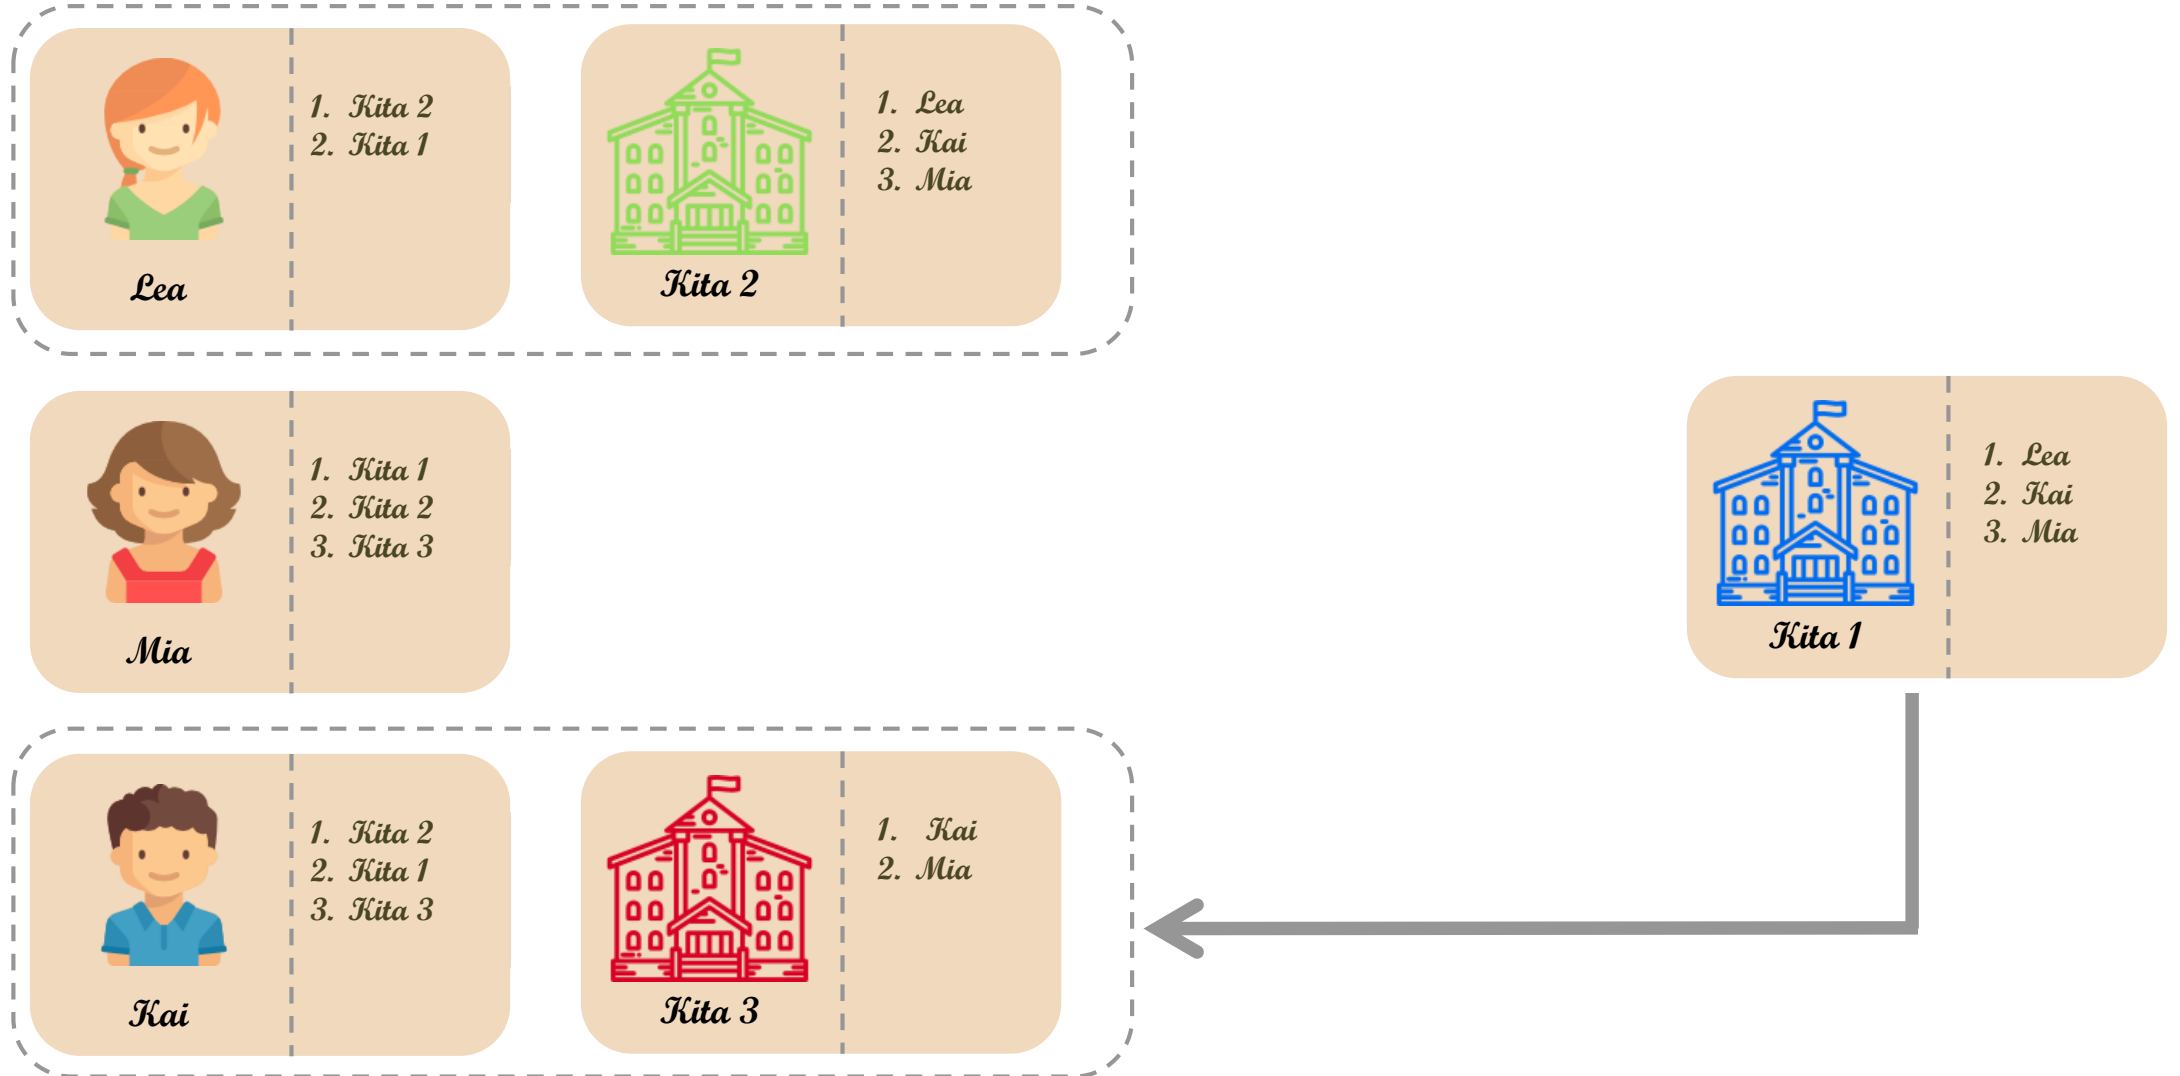 1. Kita 2
2. Kita 1
Lea
1. Lea
2. Kai
3. Mia
Kita 2
1. Kita 1
2. Kita 2
3. Kita 3
Mia
1. Lea
2. Kai
3. Mia
Kita 1
1. Kita 2
2. Kita 1
3. Kita 3
Kai
1. Kai
2. Mia
Kita 3